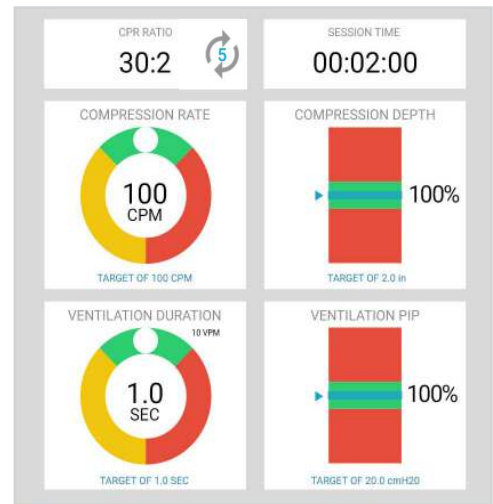 CPR RATIO
30:2
5
SESSION TIME
00:02:00
COMPRESSION RATE
100
CPM
TARGET OF 100 CPM
COMPRESSION DEPTH
100%
TARGET OF 2.0 in
VENTILATION DURATION
10 VPM
1.0
SEC
TARGET OF 1.0 SEC
VENTILATION PIP
100%
TARGET OF 20.0 cmH20